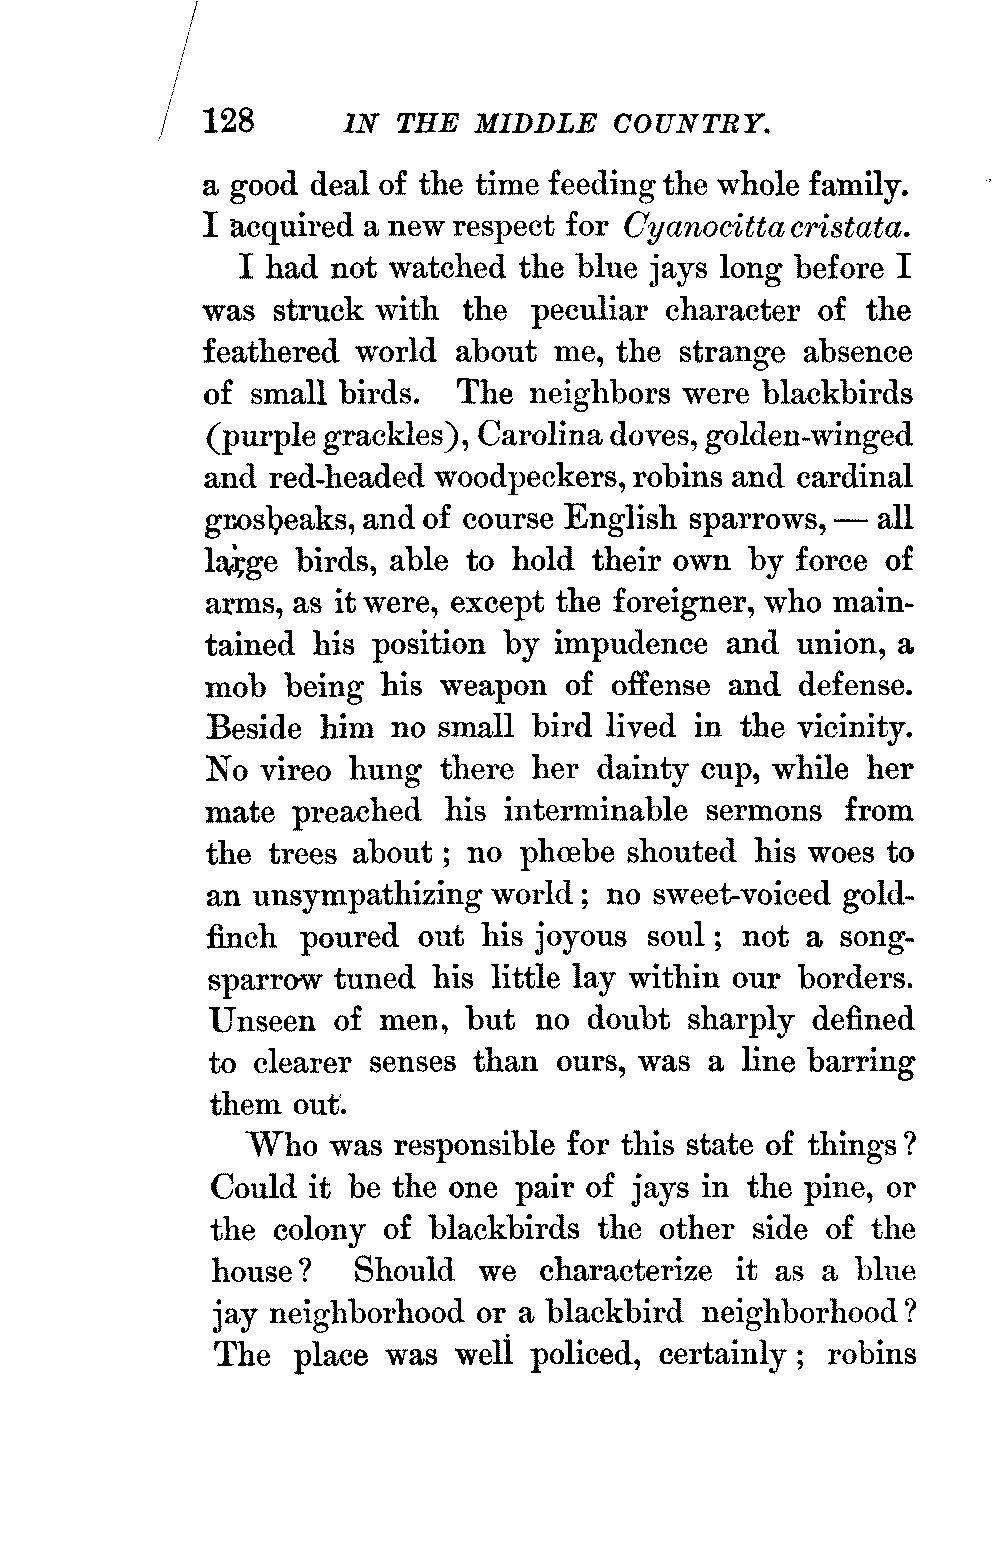 128 IN THE MIDDLE COUNTRY.
a good deal of the time feeding the whole family.
I acquired a new respect for Cyanocitta cristata.
I had not watched the blue jays long before I
was struck with the peculiar character of the
feathered world about me, the strange absence
of small birds. The neighbors were blackbirds
(purple grackles), Carolina doves, golden-winged
and red-headed woodpeckers, robins and cardinal
grosbeaks, and of course English sparrows, — all
large birds, able to hold their own by force of
arms, as it were, except the foreigner, who main-
tained his position by impudence and union, a
mob being his weapon of offense and defense.
Beside him no small bird lived in the vicinity.
No vireo hung there her dainty cup, while her
mate preached his interminable sermons from
the trees about ; no phœbe shouted his woes to
an unsympathizing world ; no sweet-voiced gold-
finch poured out his joyous soul ; not a song-
sparrow tuned his little lay within our borders.
Unseen of men, but no doubt sharply defined
to clearer senses than ours, was a line barring
them out.
Who was responsible for this state of things ?
Could it be the one pair of jays in the pine, or
the colony of blackbirds the other side of the
house ? Should we characterize it as a blue
jay neighborhood or a blackbird neighborhood ?
The place was well policed, certainly ; robins